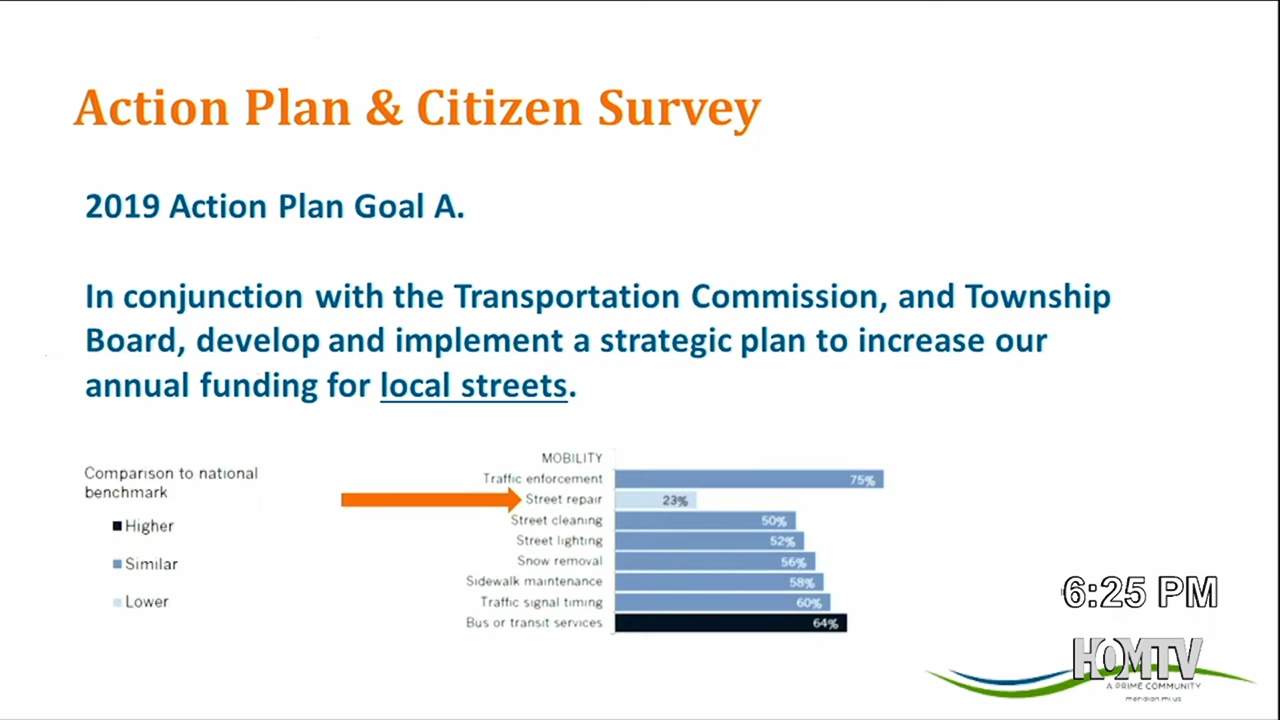 Action Plan & Citizen Survey
2019 Action Plan Goal A.
In conjunction with the Transportation Commission, and Township
Board, develop and implement a strategic plan to increase our
annual funding for local streets.
Comparison to national
benchmark
Higher
Similar
Lower
MOBILITY
Traffic enforcement 75%
Street repair 23%
Street cleaning 50%
Street lighting 52%
Snow removal 56%
Sidewalk maintenance 58%
Traffic signal timing 60%
Bus or transit services 64%
6:25 PM
HOMTV
A PRIME COMMUNITY
meridian.mi.us